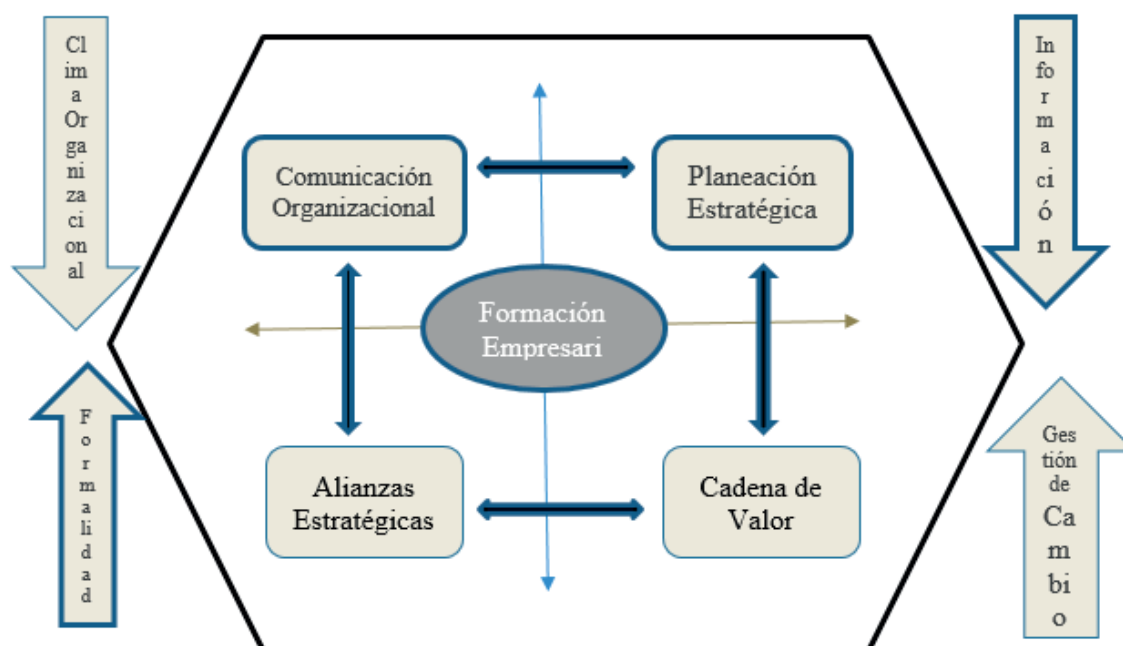 Cl
im
a
Or
ga
ni
za
ci
on
al
In
fo
r
m
a
ci
ó
n
Comunicación
Organizacional
Planeación
Estratégica
Formación
Empresari
F
o
r
m
a
l
i
d
a
d
Alianzas
Estratégicas
Cadena de
Valor
Ges
tión
de
Ca
m
bi
o